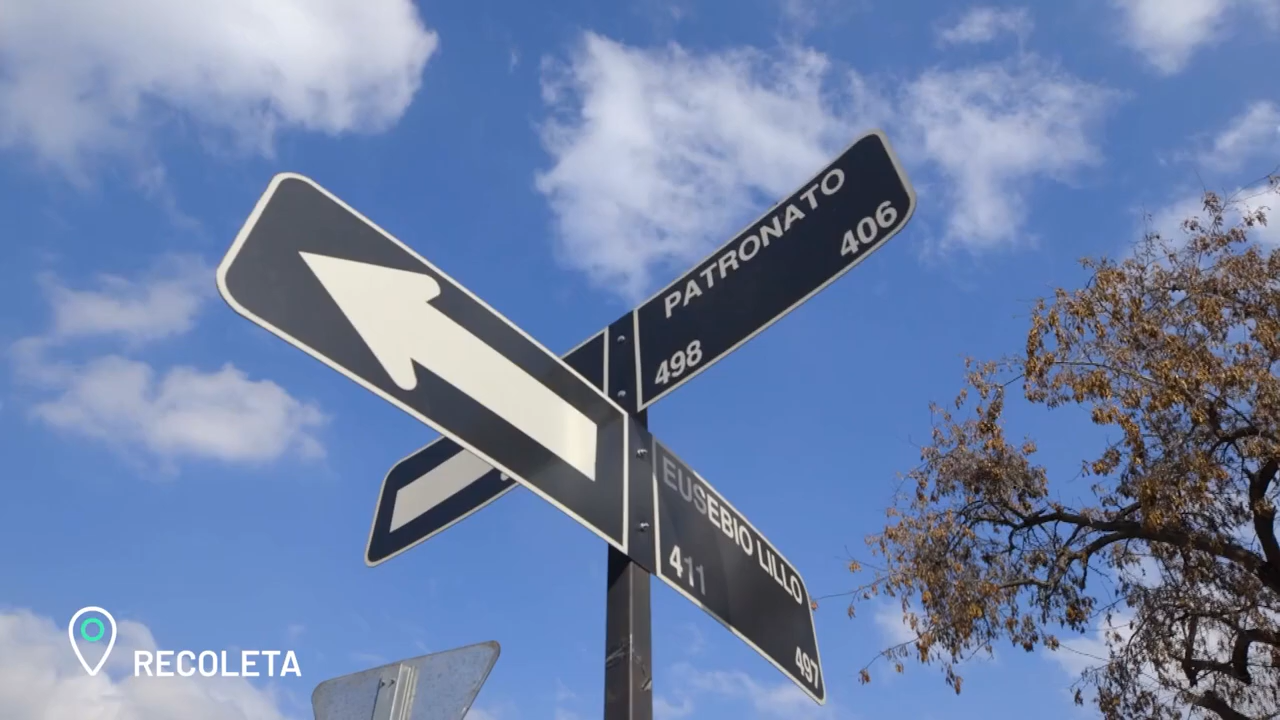 PATRONATO
498 406
EUSEBIO LILLO
411 497
RECOLETA